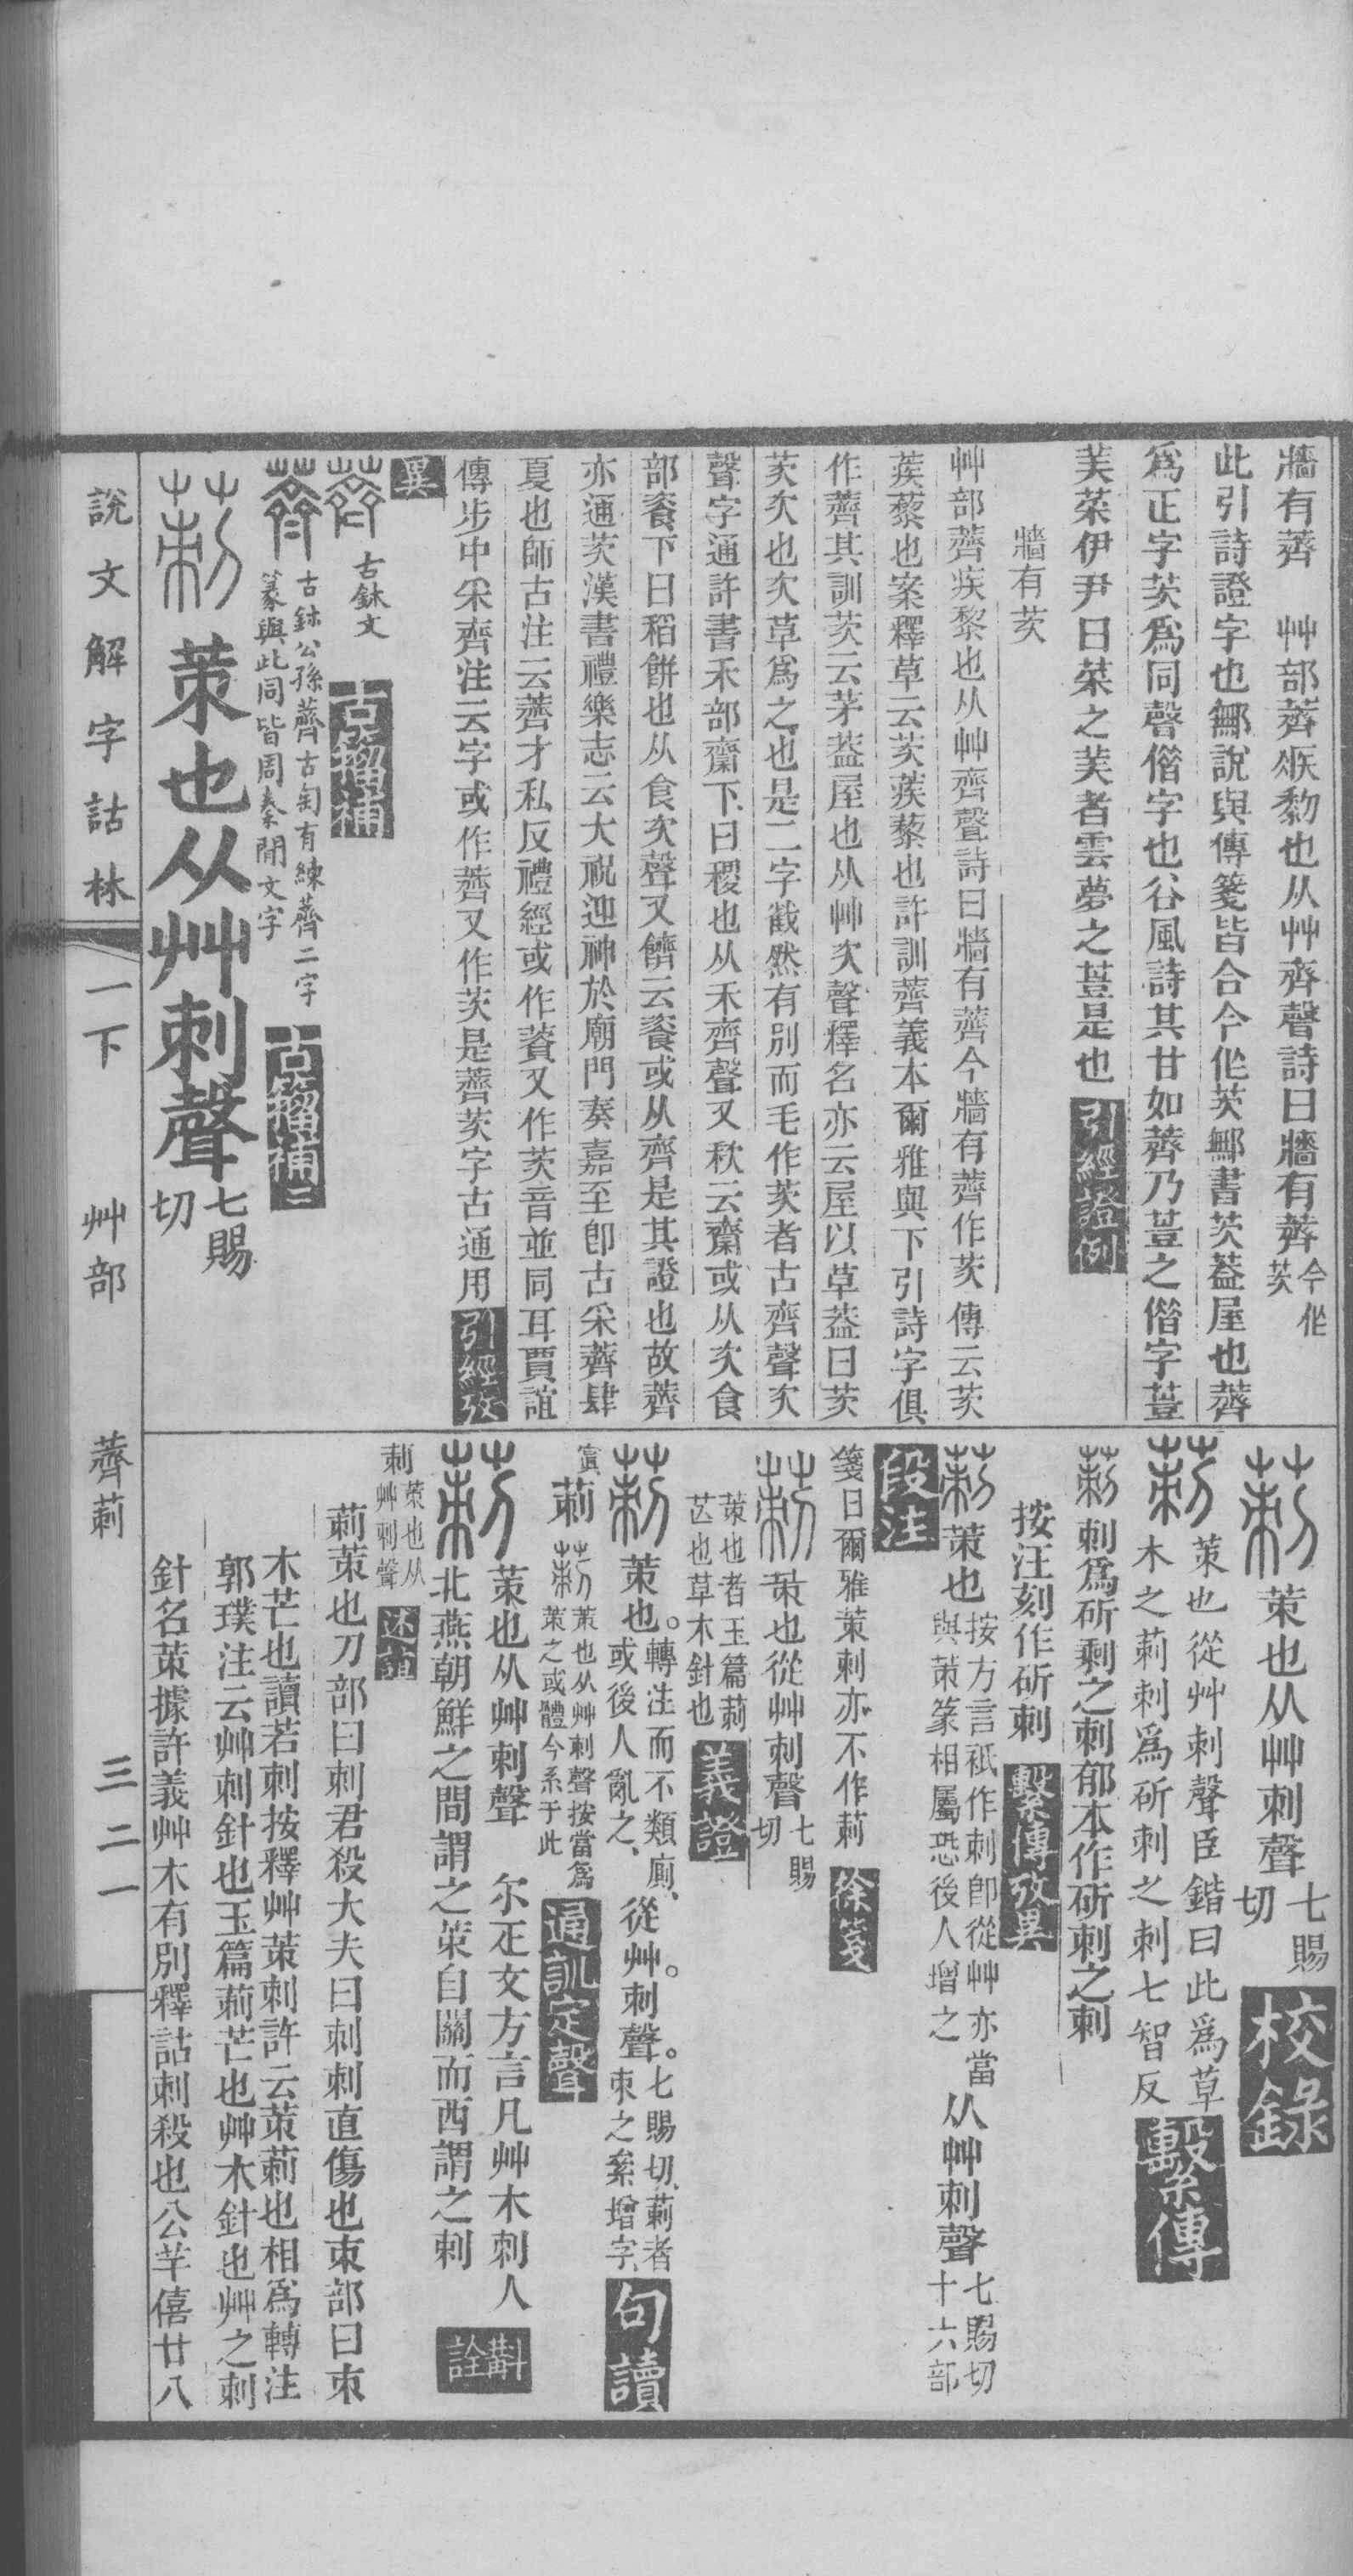 牆有薺　艸部薺疾黎也从艸齊聲詩曰牆有薺今作茨
此引詩證字也鄦說與傳箋皆合今作茨鄦書茨葢屋也薺
爲正字茨爲同聲借字也谷風詩其甘如薺乃荳之借字荳
芙菜伊尹曰菜之芙者雲夢之荳是也 引經證例
牆有茨
艸部薺疾黎也从艸齊聲詩曰牆有薺今牆有薺作茨傳云茨
蒺藜也案釋草云茨蒺藜也許訓薺義本爾雅與下引詩字俱
作薺其訓茨云茅葢屋也从艸次聲釋名亦云屋以草葢曰茨
茨次也次草爲之也是二字截然有別而毛作茨者古齊聲次
聲字通許書禾部齋下曰稷也从禾齊聲又秶云齋或从次食
部餈下曰稻餅也从食次聲又饎云餈或从齊是其證也故薺
亦通茨漢書禮樂志云大祝迎神於廟門奏嘉至卽古采薺肆
夏也師古注云薺才私反禮經或作薋又作茨音並同耳賈誼
傳步中采齊注云字或作薺又作茨是薺茨字古通用 引經攷
異
古鉥文 古籀補
古鉥公孫薺古匋有練薺二字
篆與此同皆周秦閒文字 古籀補二
莿 茦也从艸刺聲七賜切
莿 茦也从艸刺聲七賜切 校錄
莿 茦也從艸刺聲臣鍇曰此爲草
木之莿刺爲斫刺之刺七智反 繫傳
莿刺爲斫剩之刺郁本作斫刺之刺
按汪刻作斫刺 繫傳攷異
莿茦也按方言祇作刺卽從艸亦當
與茦篆相屬恐後人增之从艸刺聲七賜切
十六部
段注
箋曰爾雅茦刺亦不作莿 徐箋
莿茦也從艸刺聲七賜切
茦也者玉篇莿
芒也草木針也 義證
莿茦也。轉注而不類廁、
或後人亂之、從艸。刺聲。七賜切、莿者
朿之絫增字、 句讀
寘莿莿茦也从艸刺聲按當爲
茦之或體今系于此 通訓定聲
莿茦也从艸刺聲　尔疋文方言凡艸木刺人
北燕朝鮮之間謂之茦自關而西謂之刺 斠詮
莿茦也从
艸刺聲 述誼
莿茦也刀部曰刺君殺大夫曰刺刺直傷也朿部曰朿
木芒也讀若刺按釋艸茦刺許云茦莿也相爲轉注
郭璞注云艸刺針也玉篇莿芒也艸木針也艸之刺
針名茦據許義艸木有別釋詁刺殺也公羊僖廿八
說文解字詁林 一下　艸部　薺莿　三二一